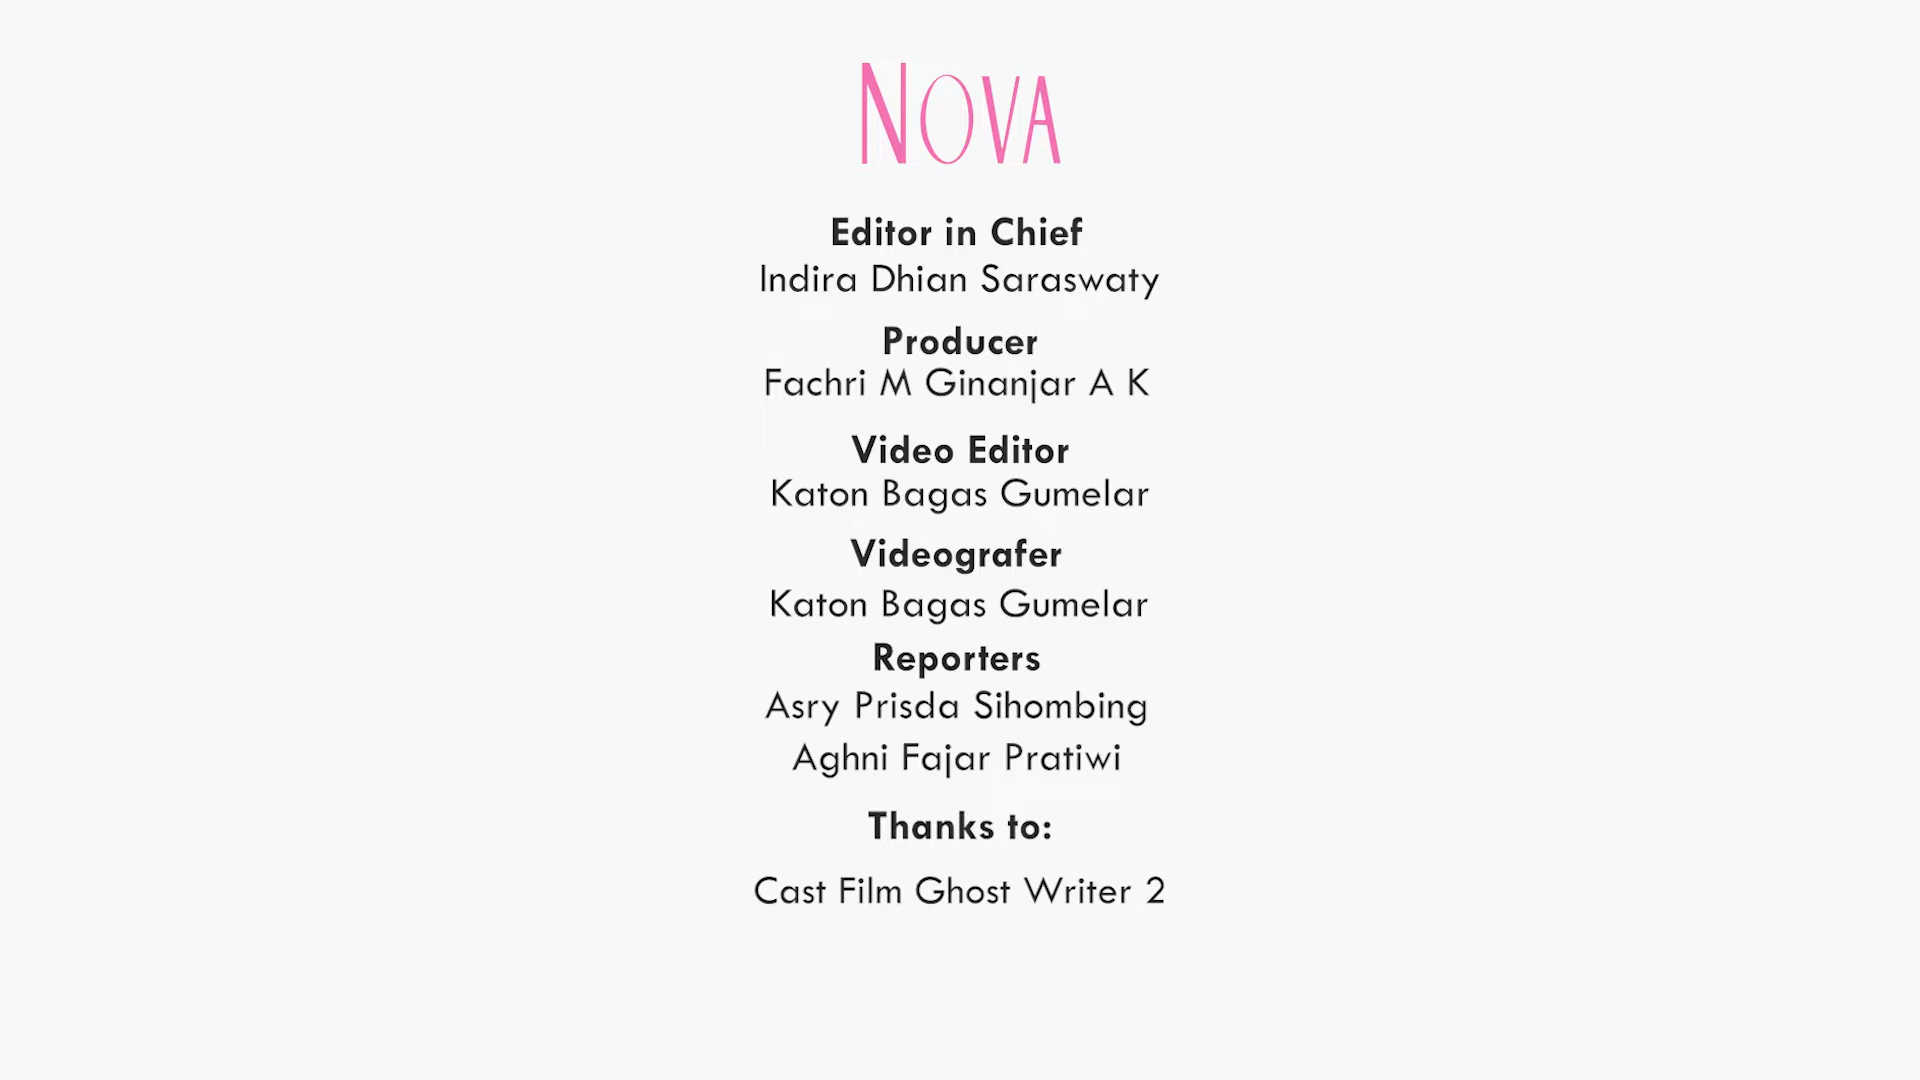 NOVA
Editor in Chief
Indira Dhian Saraswaty
Producer
Fachri M Ginanjar A K
Video Editor
Katon Bagas Gumelar
Videografer
Katon Bagas Gumelar
Reporters
Asry Prisda Sihombing
Aghni Fajar Pratiwi
Thanks to:
Cast Film Ghost Writer 2